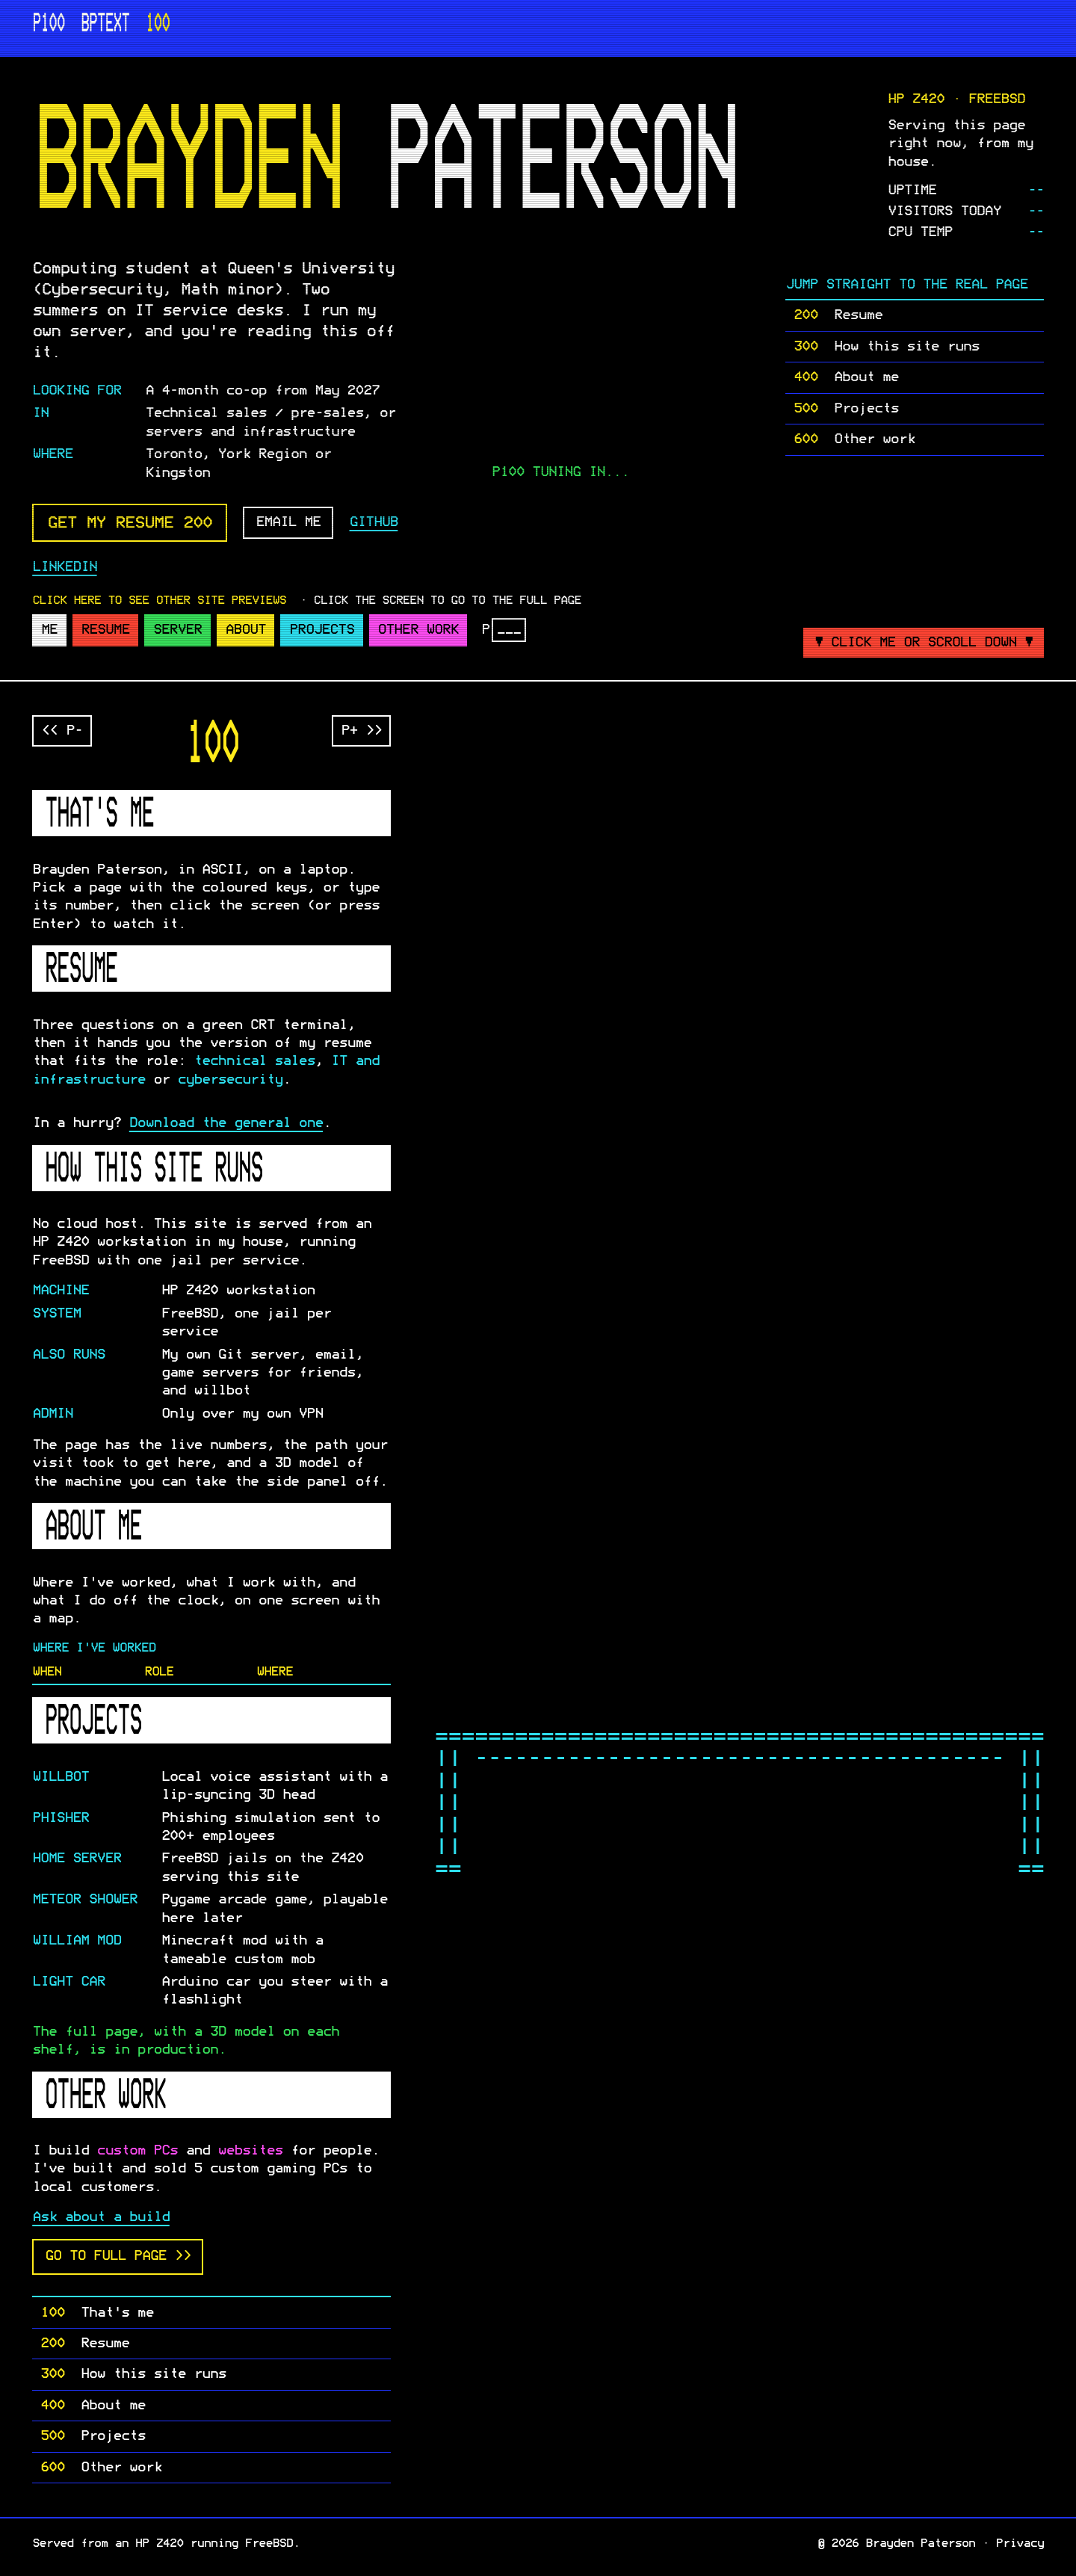 P100 BPTEXT 100
BRAYDEN PATERSON
HP Z420 · FREEBSD
Serving this page
right now, from my
house.
UPTIME --
VISITORS TODAY --
CPU TEMP --
Computing student at Queen's University
(Cybersecurity, Math minor). Two
summers on IT service desks. I run my
own server, and you're reading this off
it.
LOOKING FOR A 4-month co-op from May 2027
IN Technical sales / pre-sales, or
servers and infrastructure
WHERE Toronto, York Region or
Kingston
P100 TUNING IN...
JUMP STRAIGHT TO THE REAL PAGE
200 Resume
300 How this site runs
400 About me
500 Projects
600 Other work
GET MY RESUME 200 EMAIL ME GITHUB
LINKEDIN
CLICK HERE TO SEE OTHER SITE PREVIEWS · CLICK THE SCREEN TO GO TO THE FULL PAGE
ME RESUME SERVER ABOUT PROJECTS OTHER WORK P___
▼ CLICK ME OR SCROLL DOWN ▼
<< P- 100 P+ >>
THAT'S ME
Brayden Paterson, in ASCII, on a laptop.
Pick a page with the coloured keys, or type
its number, then click the screen (or press
Enter) to watch it.
RESUME
Three questions on a green CRT terminal,
then it hands you the version of my resume
that fits the role: technical sales, IT and
infrastructure or cybersecurity.
In a hurry? Download the general one.
HOW THIS SITE RUNS
No cloud host. This site is served from an
HP Z420 workstation in my house, running
FreeBSD with one jail per service.
MACHINE HP Z420 workstation
SYSTEM FreeBSD, one jail per
service
ALSO RUNS My own Git server, email,
game servers for friends,
and willbot
ADMIN Only over my own VPN
The page has the live numbers, the path your
visit took to get here, and a 3D model of
the machine you can take the side panel off.
ABOUT ME
Where I've worked, what I work with, and
what I do off the clock, on one screen with
a map.
WHERE I'VE WORKED
WHEN ROLE WHERE
PROJECTS
WILLBOT Local voice assistant with a
lip-syncing 3D head
PHISHER Phishing simulation sent to
200+ employees
HOME SERVER FreeBSD jails on the Z420
serving this site
METEOR SHOWER Pygame arcade game, playable
here later
WILLIAM MOD Minecraft mod with a
tameable custom mob
LIGHT CAR Arduino car you steer with a
flashlight
The full page, with a 3D model on each
shelf, is in production.
OTHER WORK
I build custom PCs and websites for people.
I've built and sold 5 custom gaming PCs to
local customers.
Ask about a build
GO TO FULL PAGE >>
100 That's me
200 Resume
300 How this site runs
400 About me
500 Projects
600 Other work
Served from an HP Z420 running FreeBSD.
© 2026 Brayden Paterson · Privacy